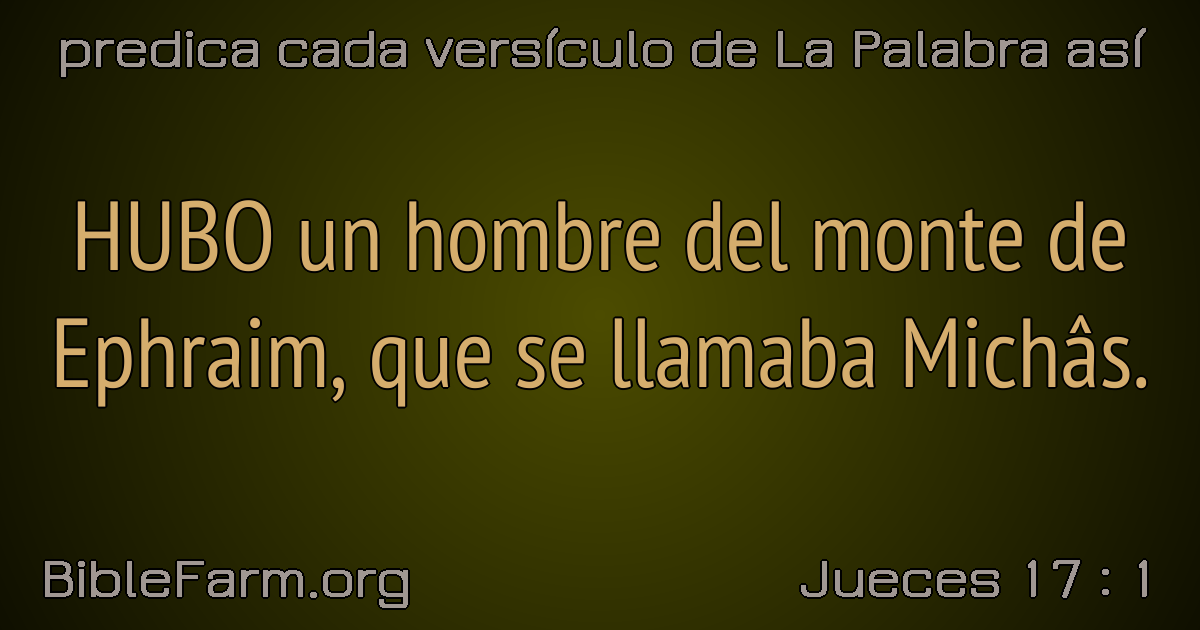 predica cada versículo de La Palabra así
HUBO un hombre del monte de
Ephraim, que se llamaba Michâs.
BibleFarm.org
Jueces 17 : 1